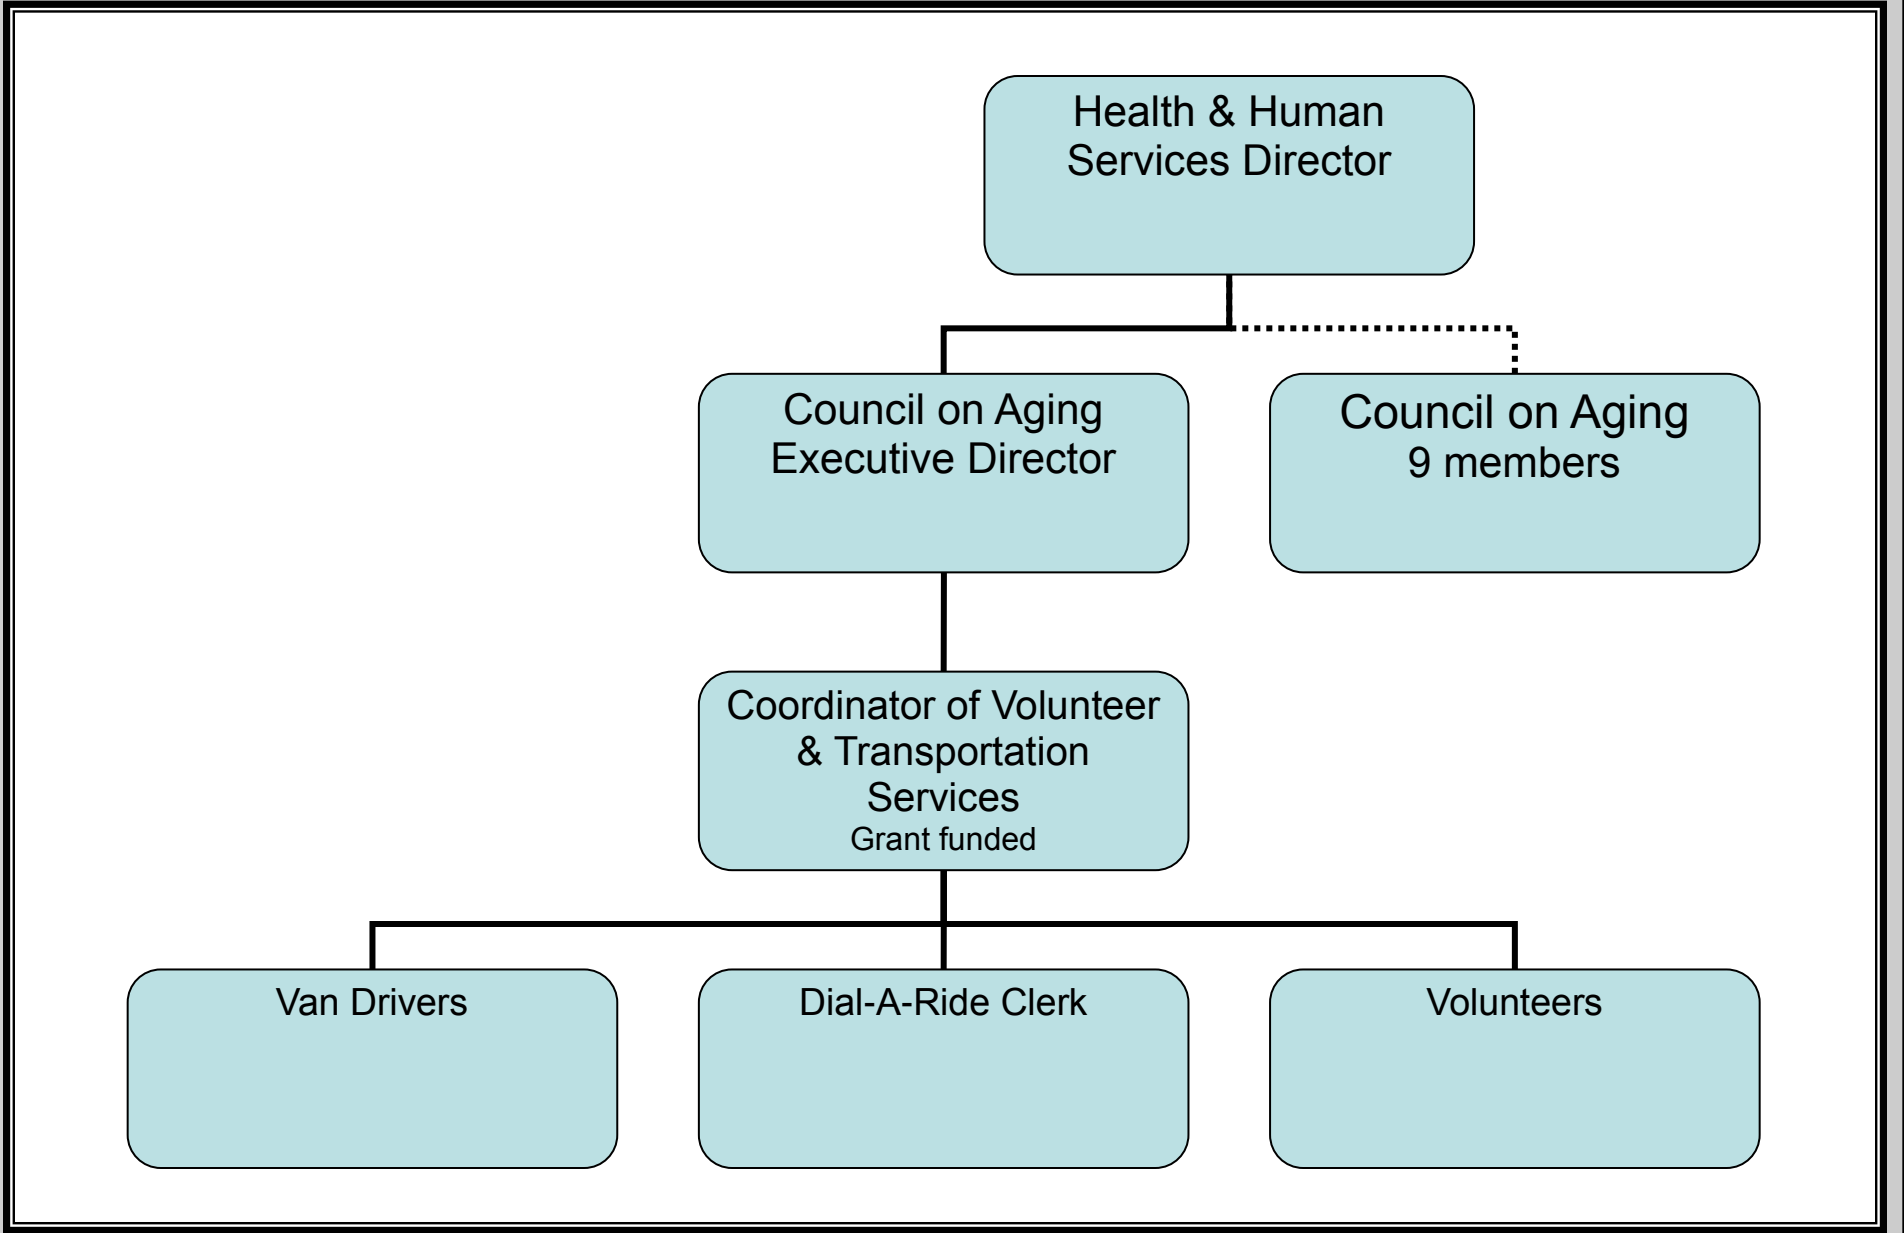 Health & Human
Services Director
Council on Aging
Executive Director
Council on Aging
9 members
Coordinator of Volunteer
& Transportation
Services
Grant funded
Van Drivers
Dial-A-Ride Clerk
Volunteers